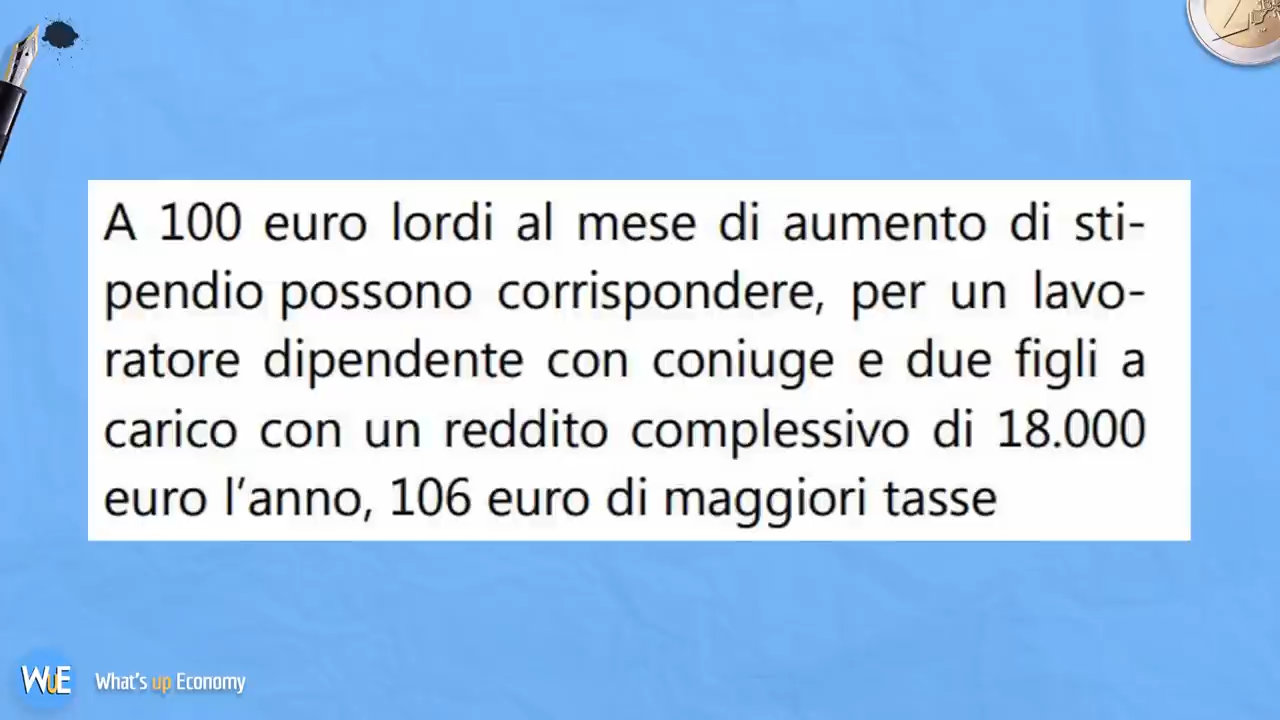 A 100 euro lordi al mese di aumento di sti-
pendio possono corrispondere, per un lavo-
ratore dipendente con coniuge e due figli a
carico con un reddito complessivo di 18.000
euro l’anno, 106 euro di maggiori tasse
WuE What's up Economy